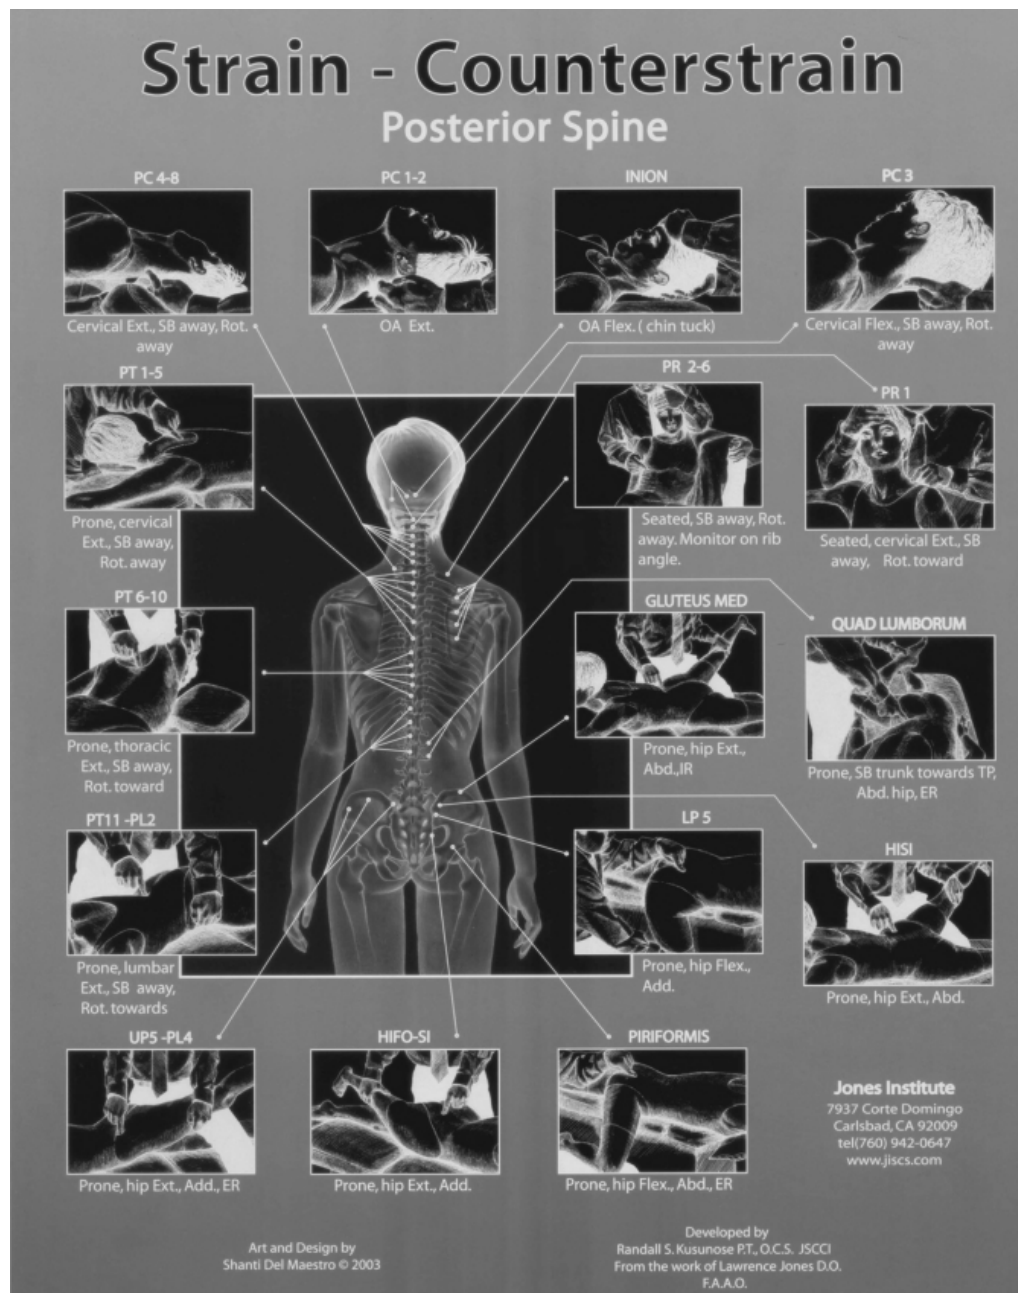 Strain - Counterstrain
Posterior Spine
PC 4-8
Cervical Ext., SB away, Rot.
away
PC 1-2
OA Ext.
INION
OA Flex. ( chin tuck)
PC 3
Cervical Flex., SB away, Rot.
away
PT 1-5
Prone, cervical
Ext., SB away,
Rot. away
PR 2-6
Seated, SB away, Rot.
away. Monitor on rib
angle.
PR 1
Seated, cervical Ext., SB
away, Rot. toward
PT 6-10
Prone, thoracic
Ext., SB away,
Rot. toward
GLUTEUS MED
Prone, hip Ext.,
Abd.,IR
QUAD LUMBORUM
Prone, SB trunk towards TP,
Abd. hip, ER
PT11 -PL2
Prone, lumbar
Ext., SB away,
Rot. towards
LP 5
Prone, hip Flex.,
Add.
HISI
Prone, hip Ext., Abd.
UP5 -PL4
Prone, hip Ext., Add., ER
HIFO-SI
Prone, hip Ext., Add.
PIRIFORMIS
Prone, hip Flex., Abd., ER
Jones Institute
7937 Corte Domingo
Carlsbad, CA 92009
tel(760) 942-0647
www.jiscs.com
Art and Design by
Shanti Del Maestro © 2003
Developed by
Randall S. Kusunose P.T., O.C.S. JSCCI
From the work of Lawrence Jones D.O.
F.A.A.O.